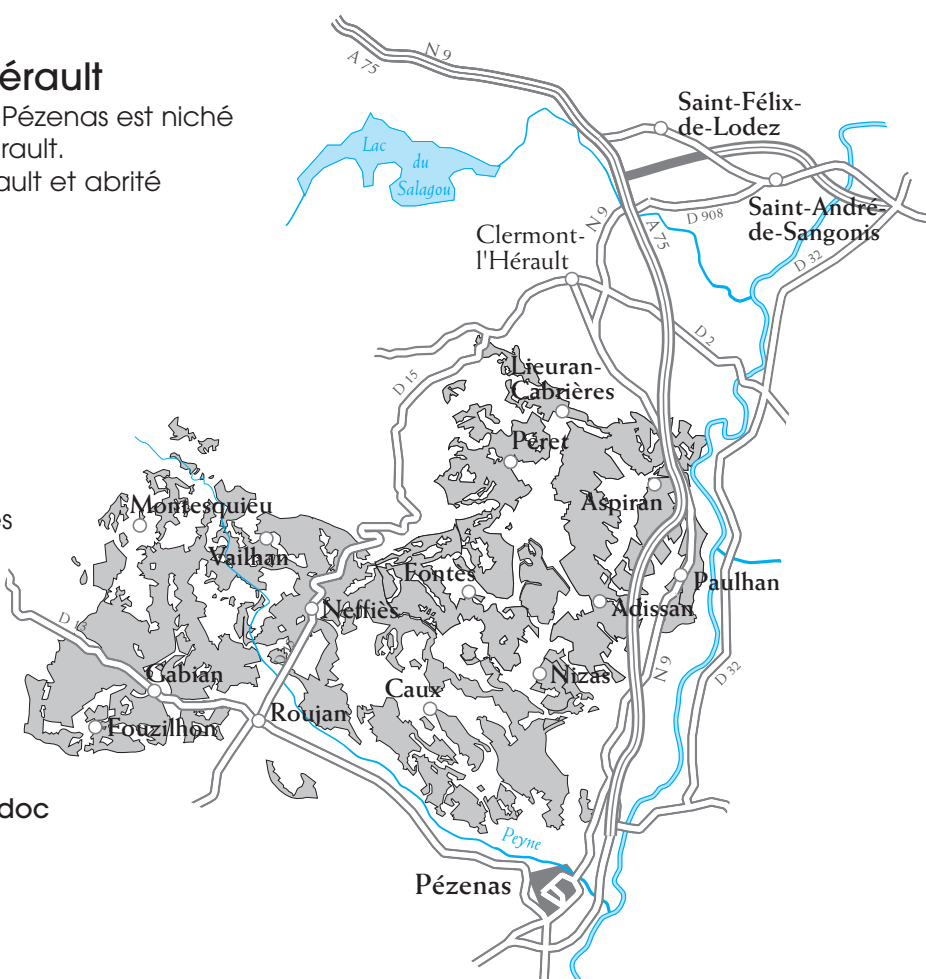 érault
Pézenas est niché
rault.
ault et abrité
es
doc
N 9
A 75
Saint-Félix-
de-Lodez
Lac
du
Salagou
Saint-André-
de-Sangonis
D 908
N 9
A 75
Clermont-
l'Hérault
D 32
D 2
D 15
Lieuran-
Cabrières
Péret
Aspiran
Montesquieu
Vailhan
Fontès
Paulhan
Neffiès
Adissan
D
N 9
D 32
Gabian
Nizas
Caux
Fouzilhon
Roujan
Peyne
Pézenas